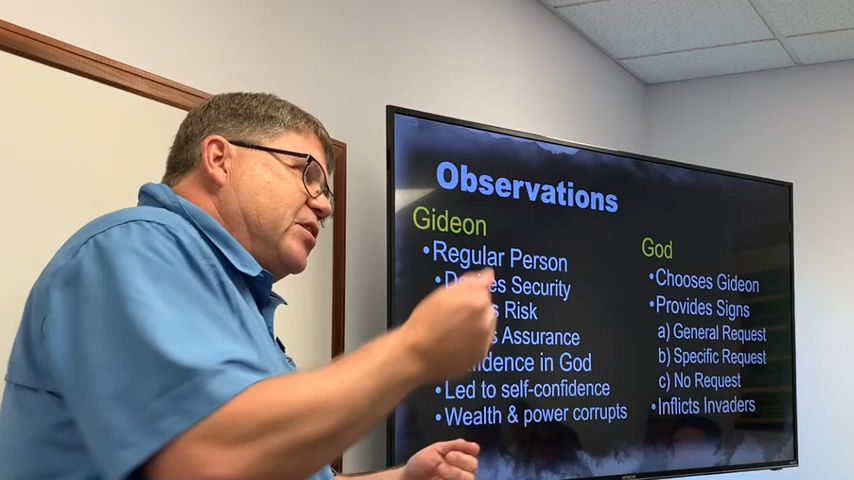 Observations
Gideon
•Regular Person
• Security
Risk
Assurance
in God
•Led to self-confidence
•Wealth & power corrupts
God
•Chooses Gideon
•Provides Signs
a) General Request
b) Specific Request
c) No Request
•Inflicts Invaders
HITACHI